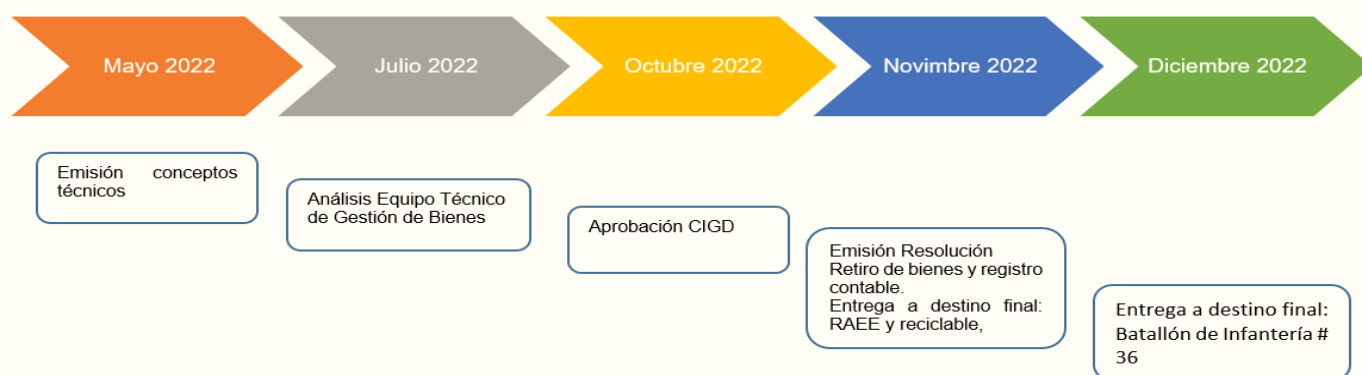 Mayo 2022
Julio 2022
Octubre 2022
Novimbre 2022
Diciembre 2022
Emisión conceptos
técnicos
Análisis Equipo Técnico
de Gestión de Bienes
Aprobación CIGD
Emisión Resolución
Retiro de bienes y registro
contable.
Entrega a destino final:
RAEE y reciclable,
Entrega a destino final:
Batallón de Infantería #
36